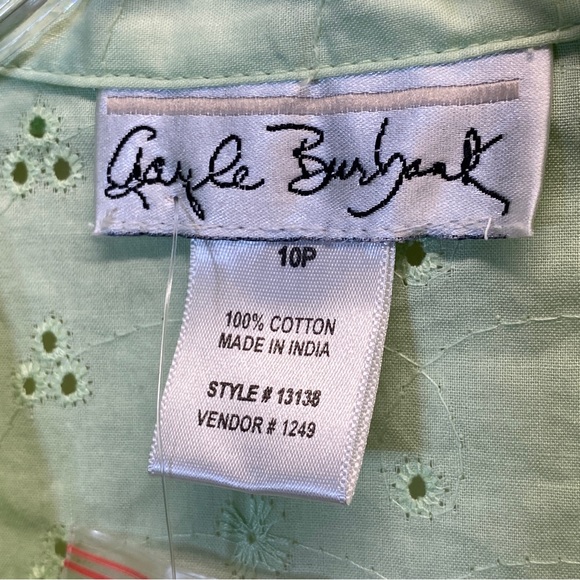 Gayle Burbank
10P
100% COTTON
MADE IN INDIA
STYLE # 13138
VENDOR # 1249